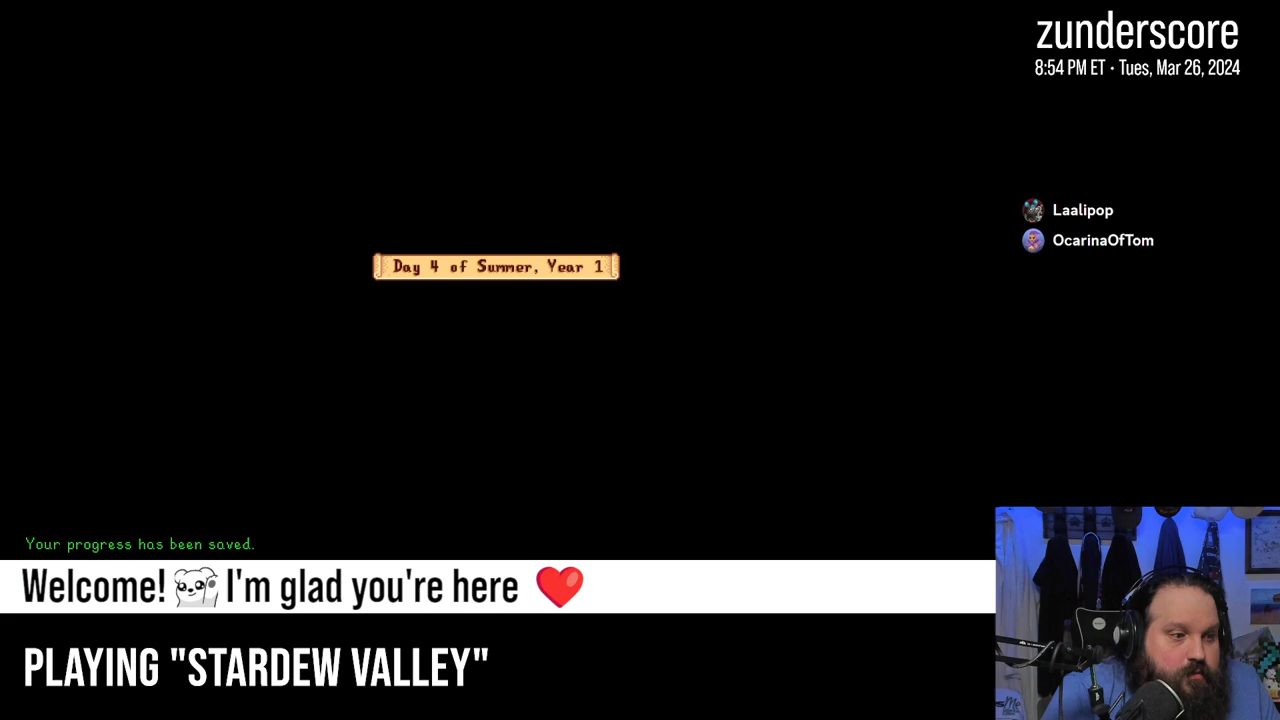 zunderscore
8:54 PM ET • Tues, Mar 26, 2024
Laalipop
OcarinaOfTom
Day 4 of Summer, Year 1
Your progress has been saved.
Welcome! I'm glad you're here
PLAYING "STARDEW VALLEY"